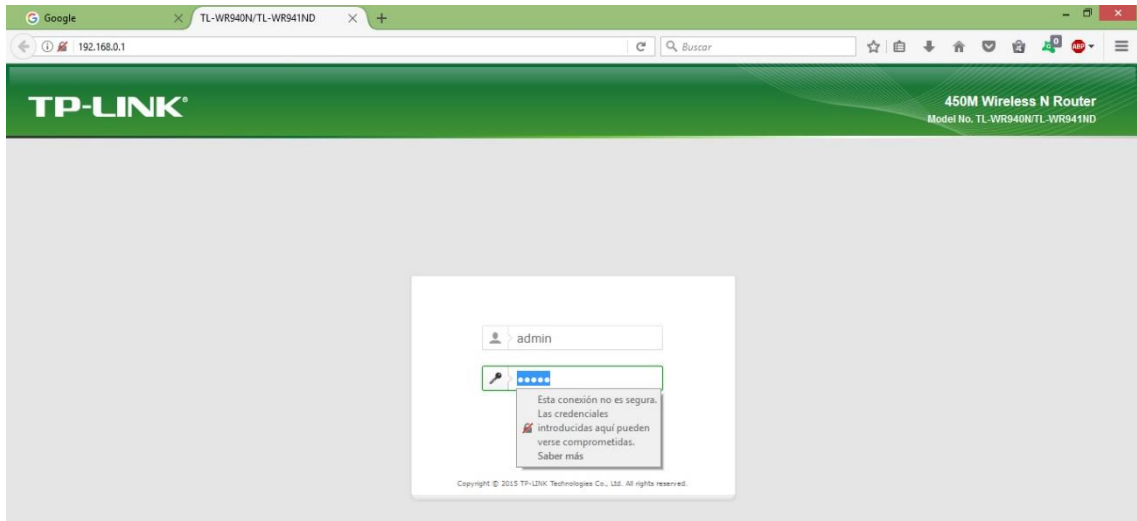 Google
TL-WR940N/TL-WR941ND
192.168.0.1
Buscar
0
ABP
TP-LINK®
450M Wireless N Router
Model No. TL-WR940N/TL-WR941ND
admin
•••••
Esta conexión no es segura.
Las credenciales
introducidas aquí pueden
verse comprometidas.
Saber más
Copyright © 2015 TP-LINK Technologies Co., Ltd. All rights reserved.